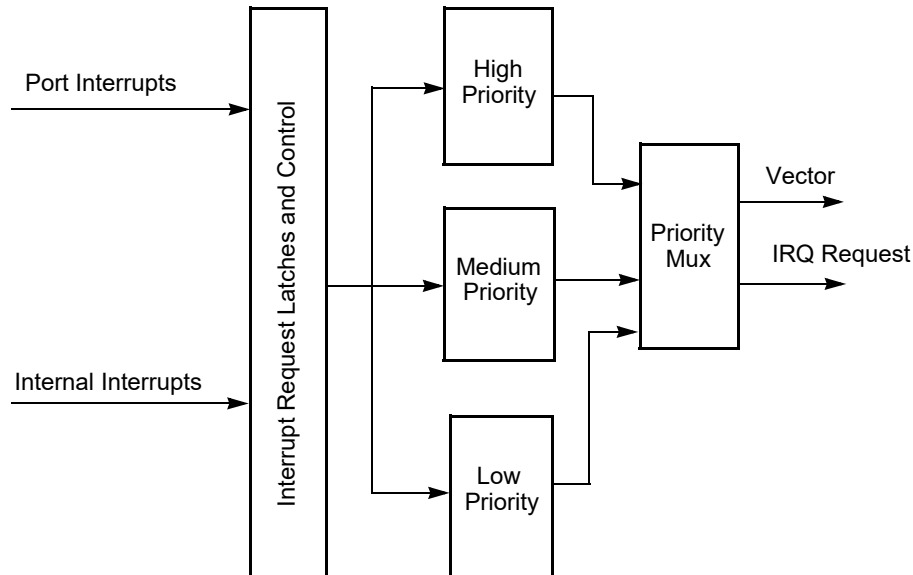 Port Interrupts
Internal Interrupts
Interrupt Request Latches and Control
High
Priority
Medium
Priority
Low
Priority
Priority
Mux
Vector
IRQ Request